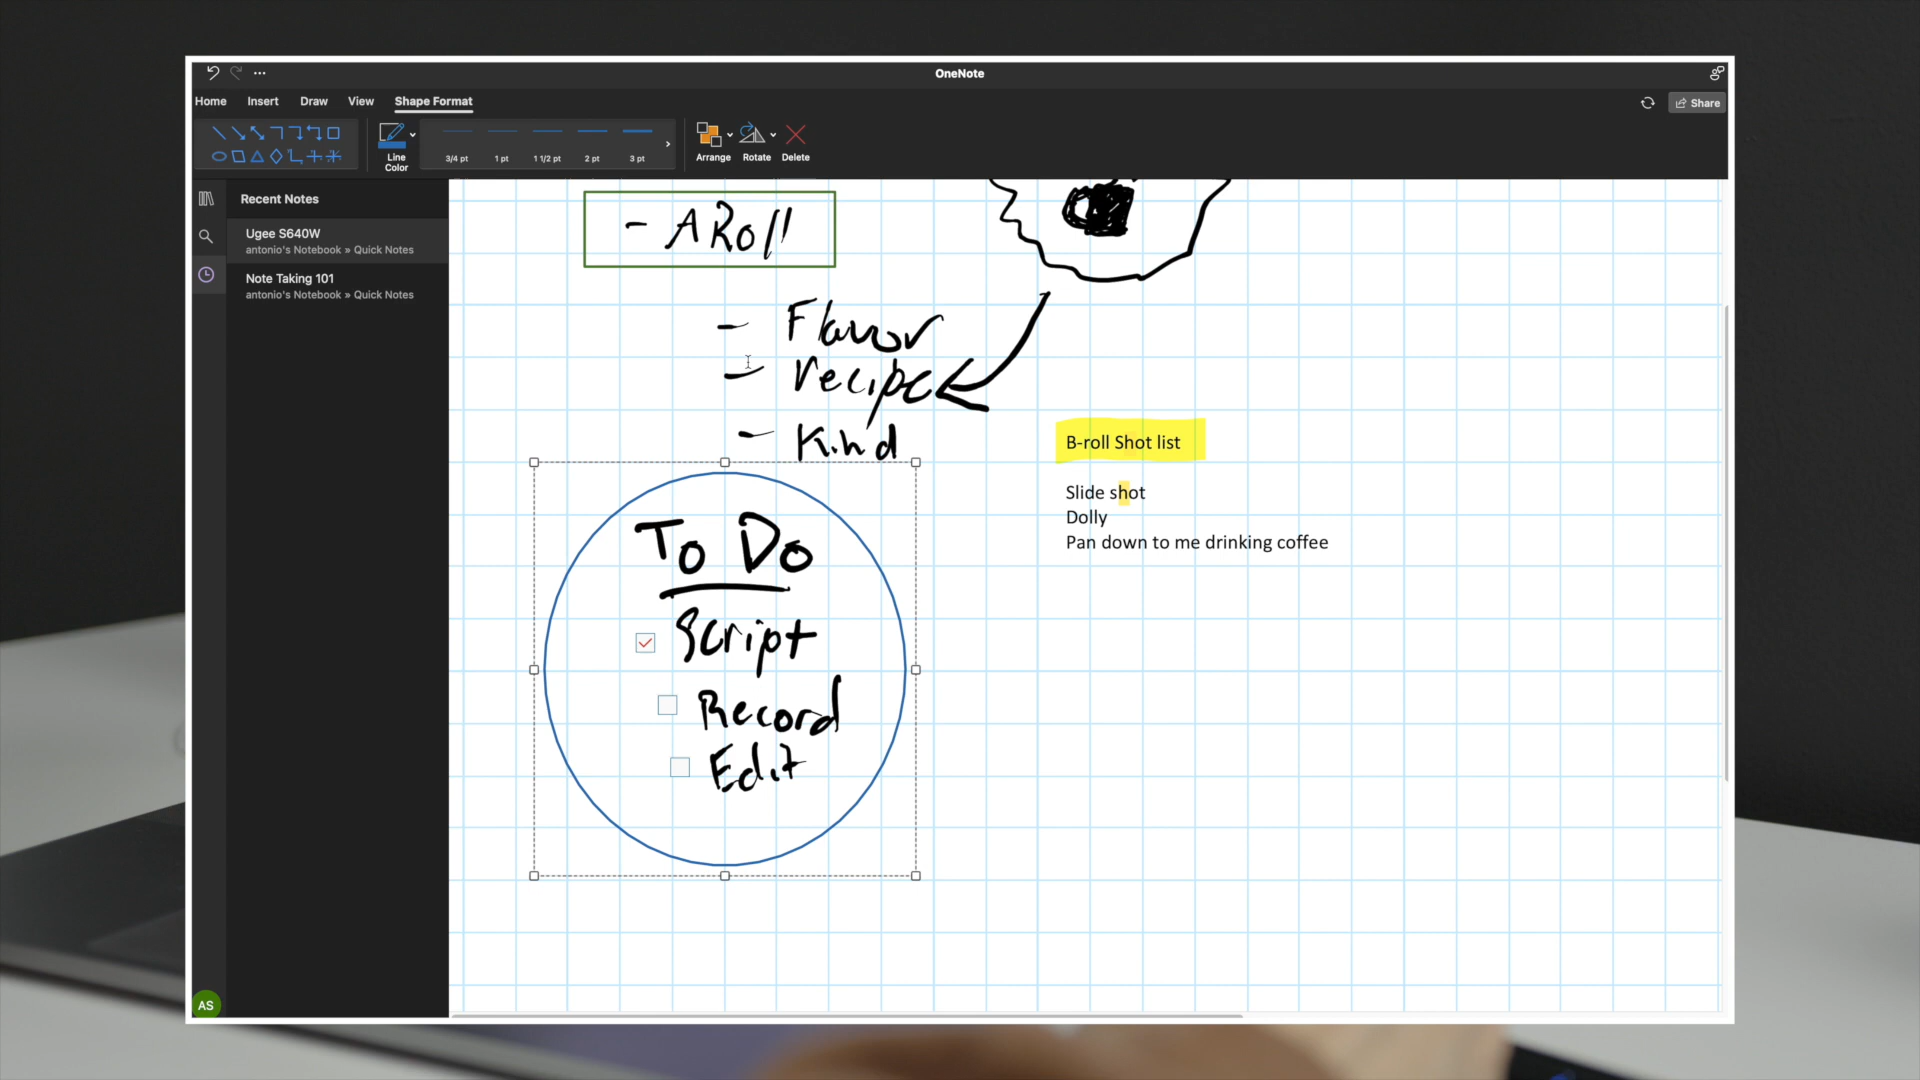 OneNote
Home Insert Draw View Shape Format
Share
3/4 pt 1 pt 1 1/2 pt 2 pt 3 pt
Line Color
Arrange Rotate Delete
Recent Notes
Ugee S640W
antonio's Notebook » Quick Notes
Note Taking 101
antonio's Notebook » Quick Notes
- A Roll
- Flavor
- recipe
- Kind
To Do
Script
Record
Edit
B-roll Shot list
Slide shot
Dolly
Pan down to me drinking coffee
AS